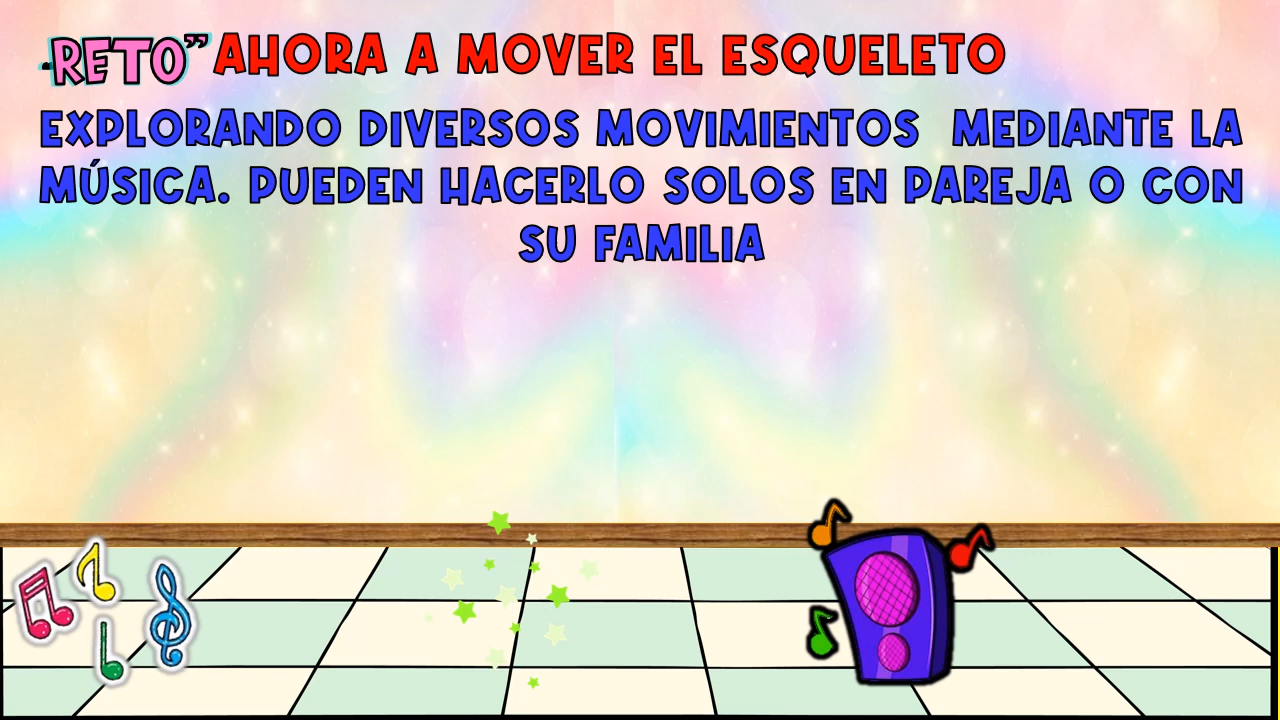 -RETO” AHORA A MOVER EL ESQUELETO
EXPLORANDO DIVERSOS MOVIMIENTOS MEDIANTE LA
MÚSICA. PUEDEN HACERLO SOLOS EN PAREJA O CON
SU FAMILIA